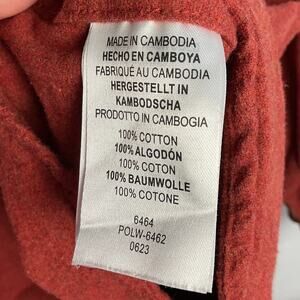 MADE IN CAMBODIA
HECHO EN CAMBOYA
FABRIQUÉ AU CAMBODIA
HERGESTELLT IN
KAMBODSCHA
PRODOTTO IN CAMBOGIA
100% COTTON
100% ALGODÓN
100% COTON
100% BAUMWOLLE
100% COTONE
6464
POLW-6462
0623